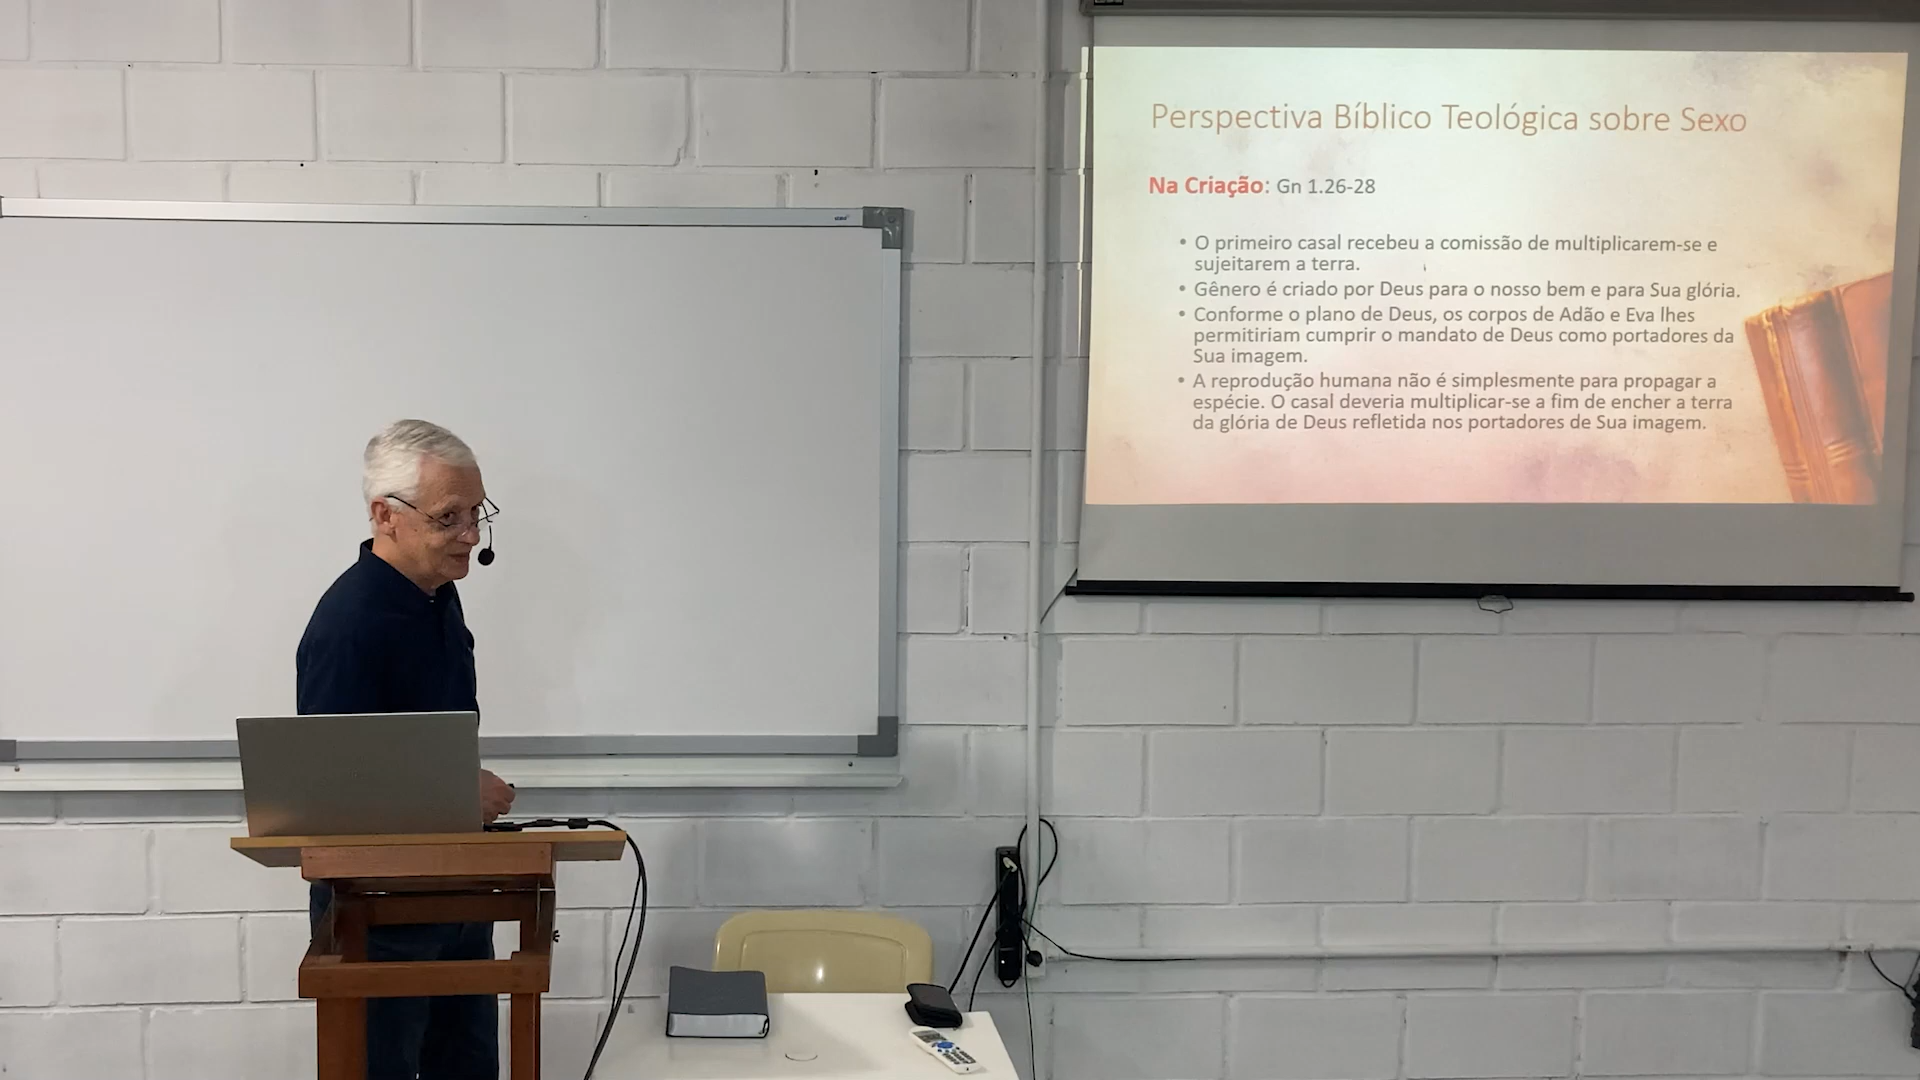 Perspectiva Bíblico Teológica sobre Sexo
Na Criação: Gn 1.26-28
• O primeiro casal recebeu a comissão de multiplicarem-se e
sujeitarem a terra.
• Gênero é criado por Deus para o nosso bem e para Sua glória.
• Conforme o plano de Deus, os corpos de Adão e Eva lhes
permitiriam cumprir o mandato de Deus como portadores da
Sua imagem.
• A reprodução humana não é simplesmente para propagar a
espécie. O casal deveria multiplicar-se a fim de encher a terra
da glória de Deus refletida nos portadores de Sua imagem.